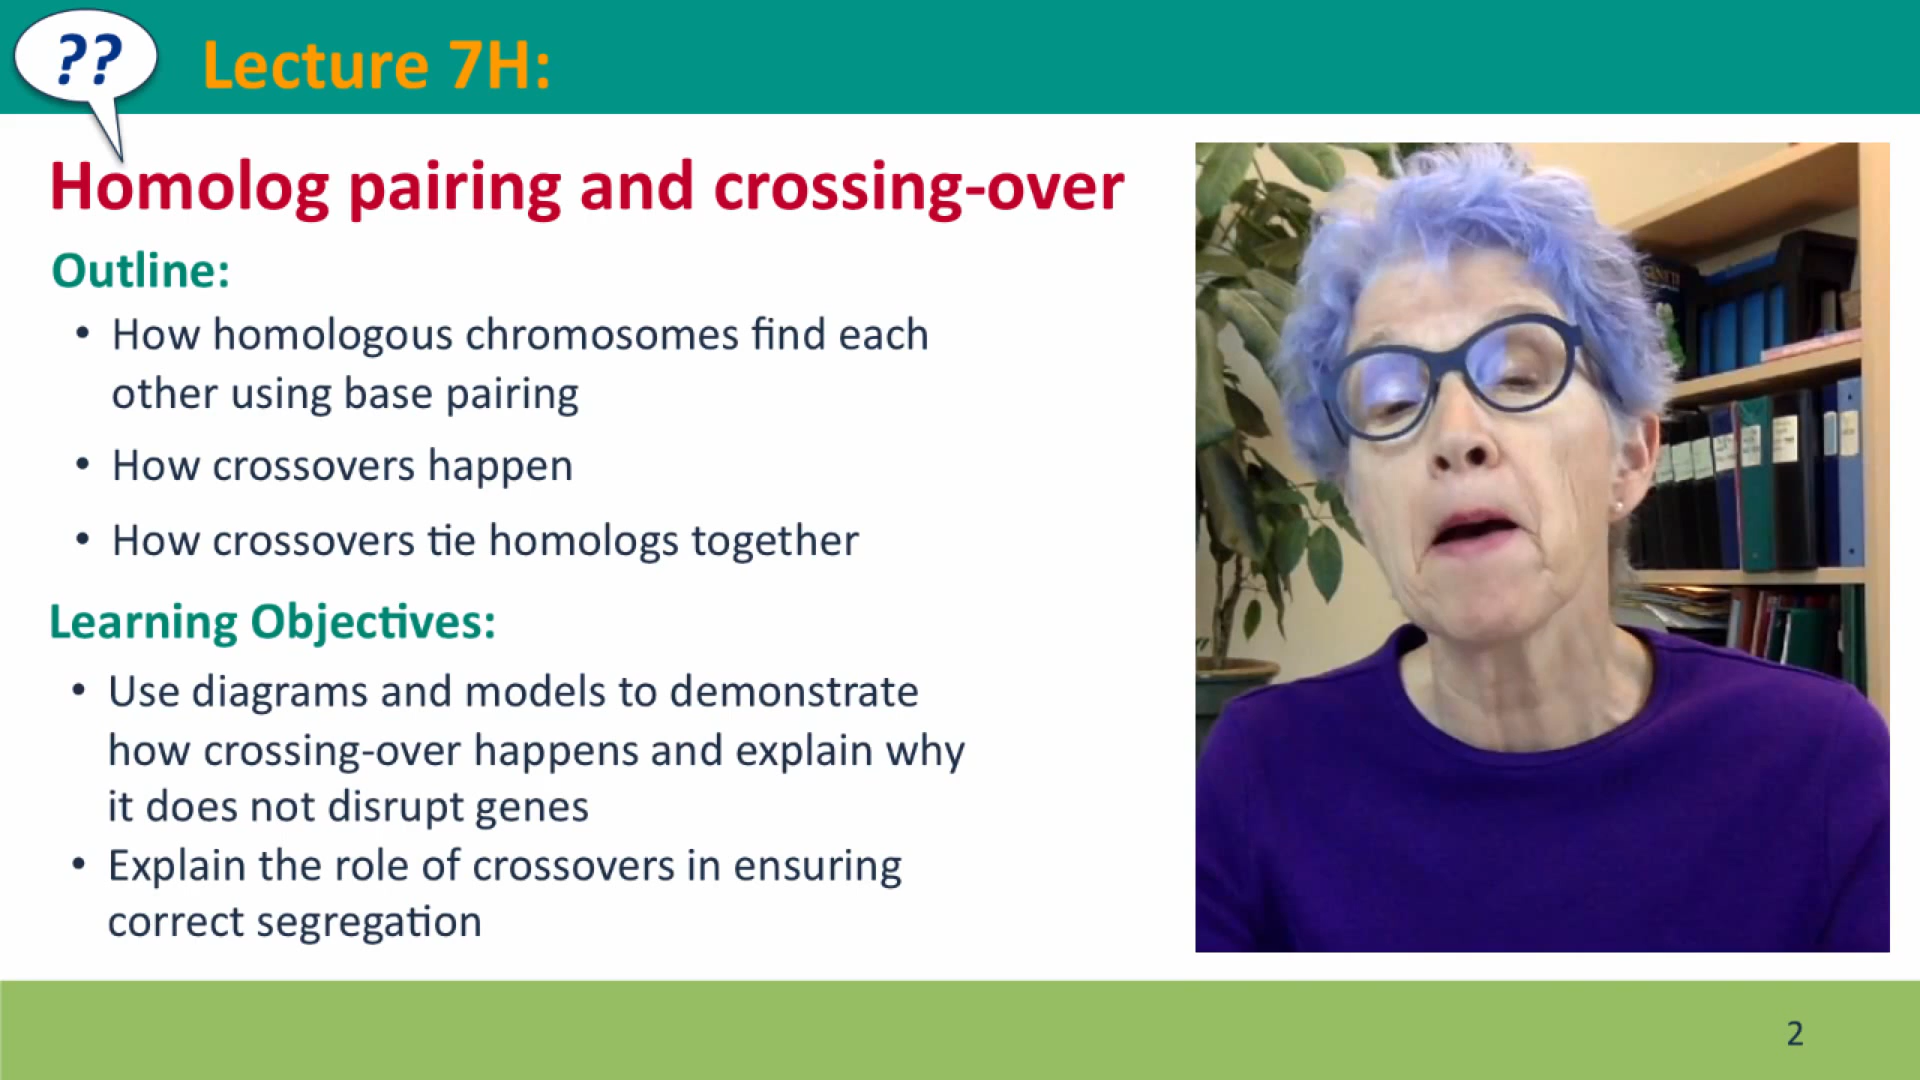 ??
Lecture 7H:
Homolog pairing and crossing-over
Outline:
• How homologous chromosomes find each
other using base pairing
• How crossovers happen
• How crossovers tie homologs together
Learning Objectives:
• Use diagrams and models to demonstrate
how crossing-over happens and explain why
it does not disrupt genes
• Explain the role of crossovers in ensuring
correct segregation
2